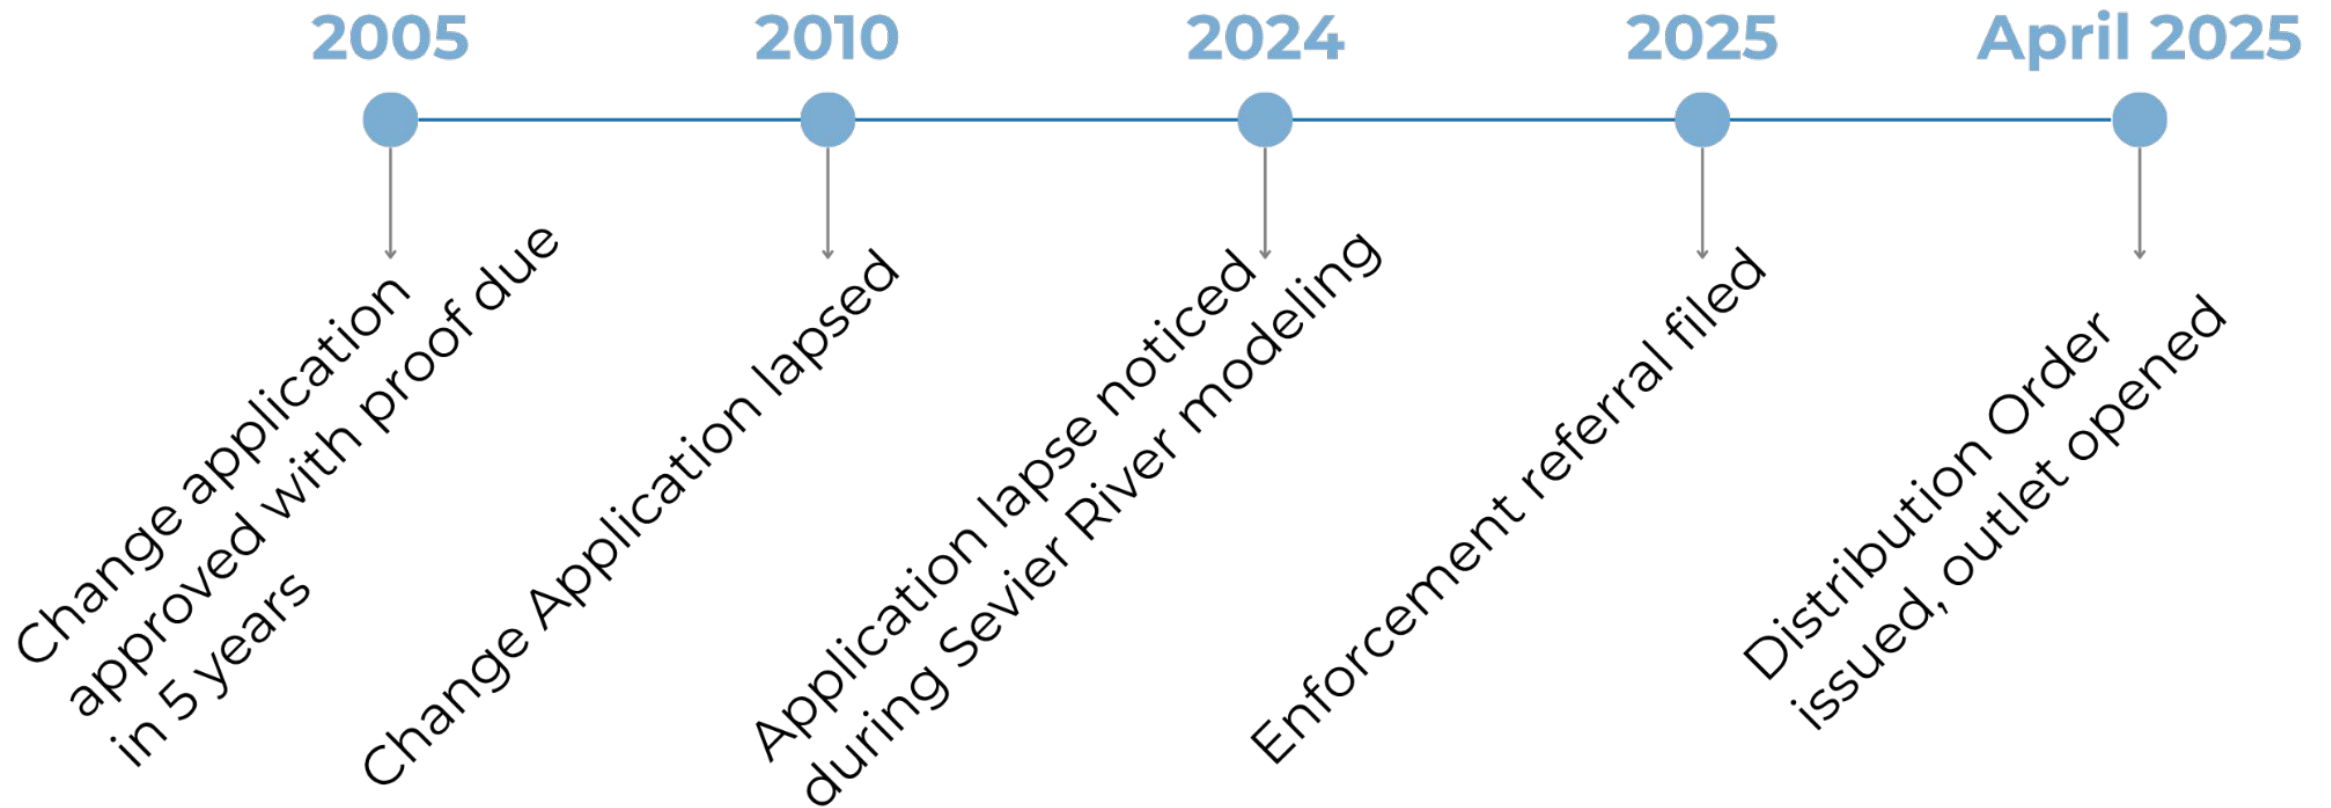 2005
2010
2024
2025
April 2025
Change application
approved with proof due
in 5 years
Change Application lapsed
Application lapse noticed
during Sevier River modeling
Enforcement referral filed
Distribution Order
issued, outlet opened